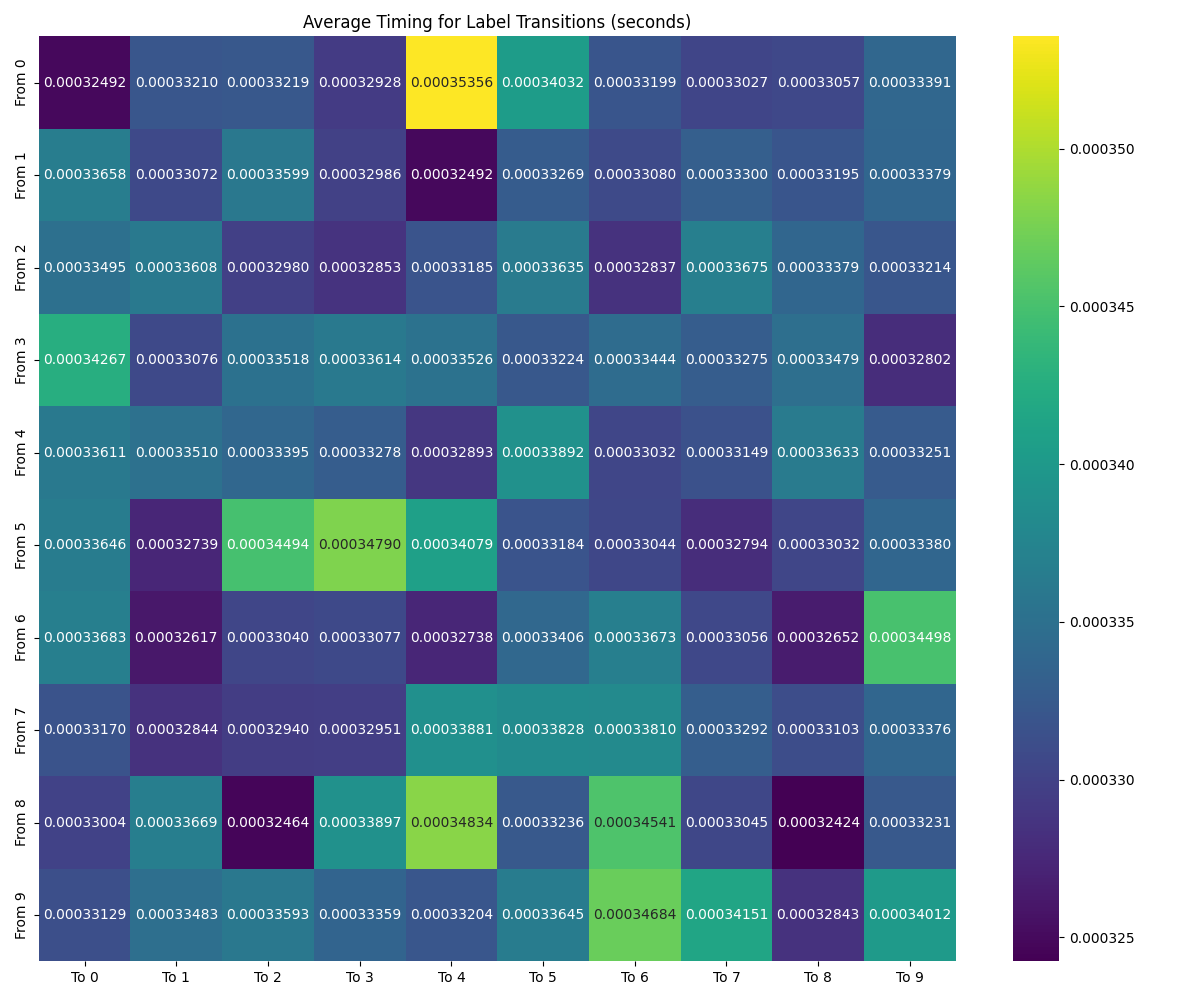 Average Timing for Label Transitions (seconds)
From 0 0.00032492 0.00033210 0.00033219 0.00032928 0.00035356 0.00034032 0.00033199 0.00033027 0.00033057 0.00033391
From 1 0.00033658 0.00033072 0.00033599 0.00032986 0.00032492 0.00033269 0.00033080 0.00033300 0.00033195 0.00033379
From 2 0.00033495 0.00033608 0.00032980 0.00032853 0.00033185 0.00033635 0.00032837 0.00033675 0.00033379 0.00033214
From 3 0.00034267 0.00033076 0.00033518 0.00033614 0.00033526 0.00033224 0.00033444 0.00033275 0.00033479 0.00032802
From 4 0.00033611 0.00033510 0.00033395 0.00033278 0.00032893 0.00033892 0.00033032 0.00033149 0.00033633 0.00033251
From 5 0.00033646 0.00032739 0.00034494 0.00034790 0.00034079 0.00033184 0.00033044 0.00032794 0.00033032 0.00033380
From 6 0.00033683 0.00032617 0.00033040 0.00033077 0.00032738 0.00033406 0.00033673 0.00033056 0.00032652 0.00034498
From 7 0.00033170 0.00032844 0.00032940 0.00032951 0.00033881 0.00033828 0.00033810 0.00033292 0.00033103 0.00033376
From 8 0.00033004 0.00033669 0.00032464 0.00033897 0.00034834 0.00033236 0.00034541 0.00033045 0.00032424 0.00033231
From 9 0.00033129 0.00033483 0.00033593 0.00033359 0.00033204 0.00033645 0.00034684 0.00034151 0.00032843 0.00034012
To 0 To 1 To 2 To 3 To 4 To 5 To 6 To 7 To 8 To 9
0.000350
0.000345
0.000340
0.000335
0.000330
0.000325